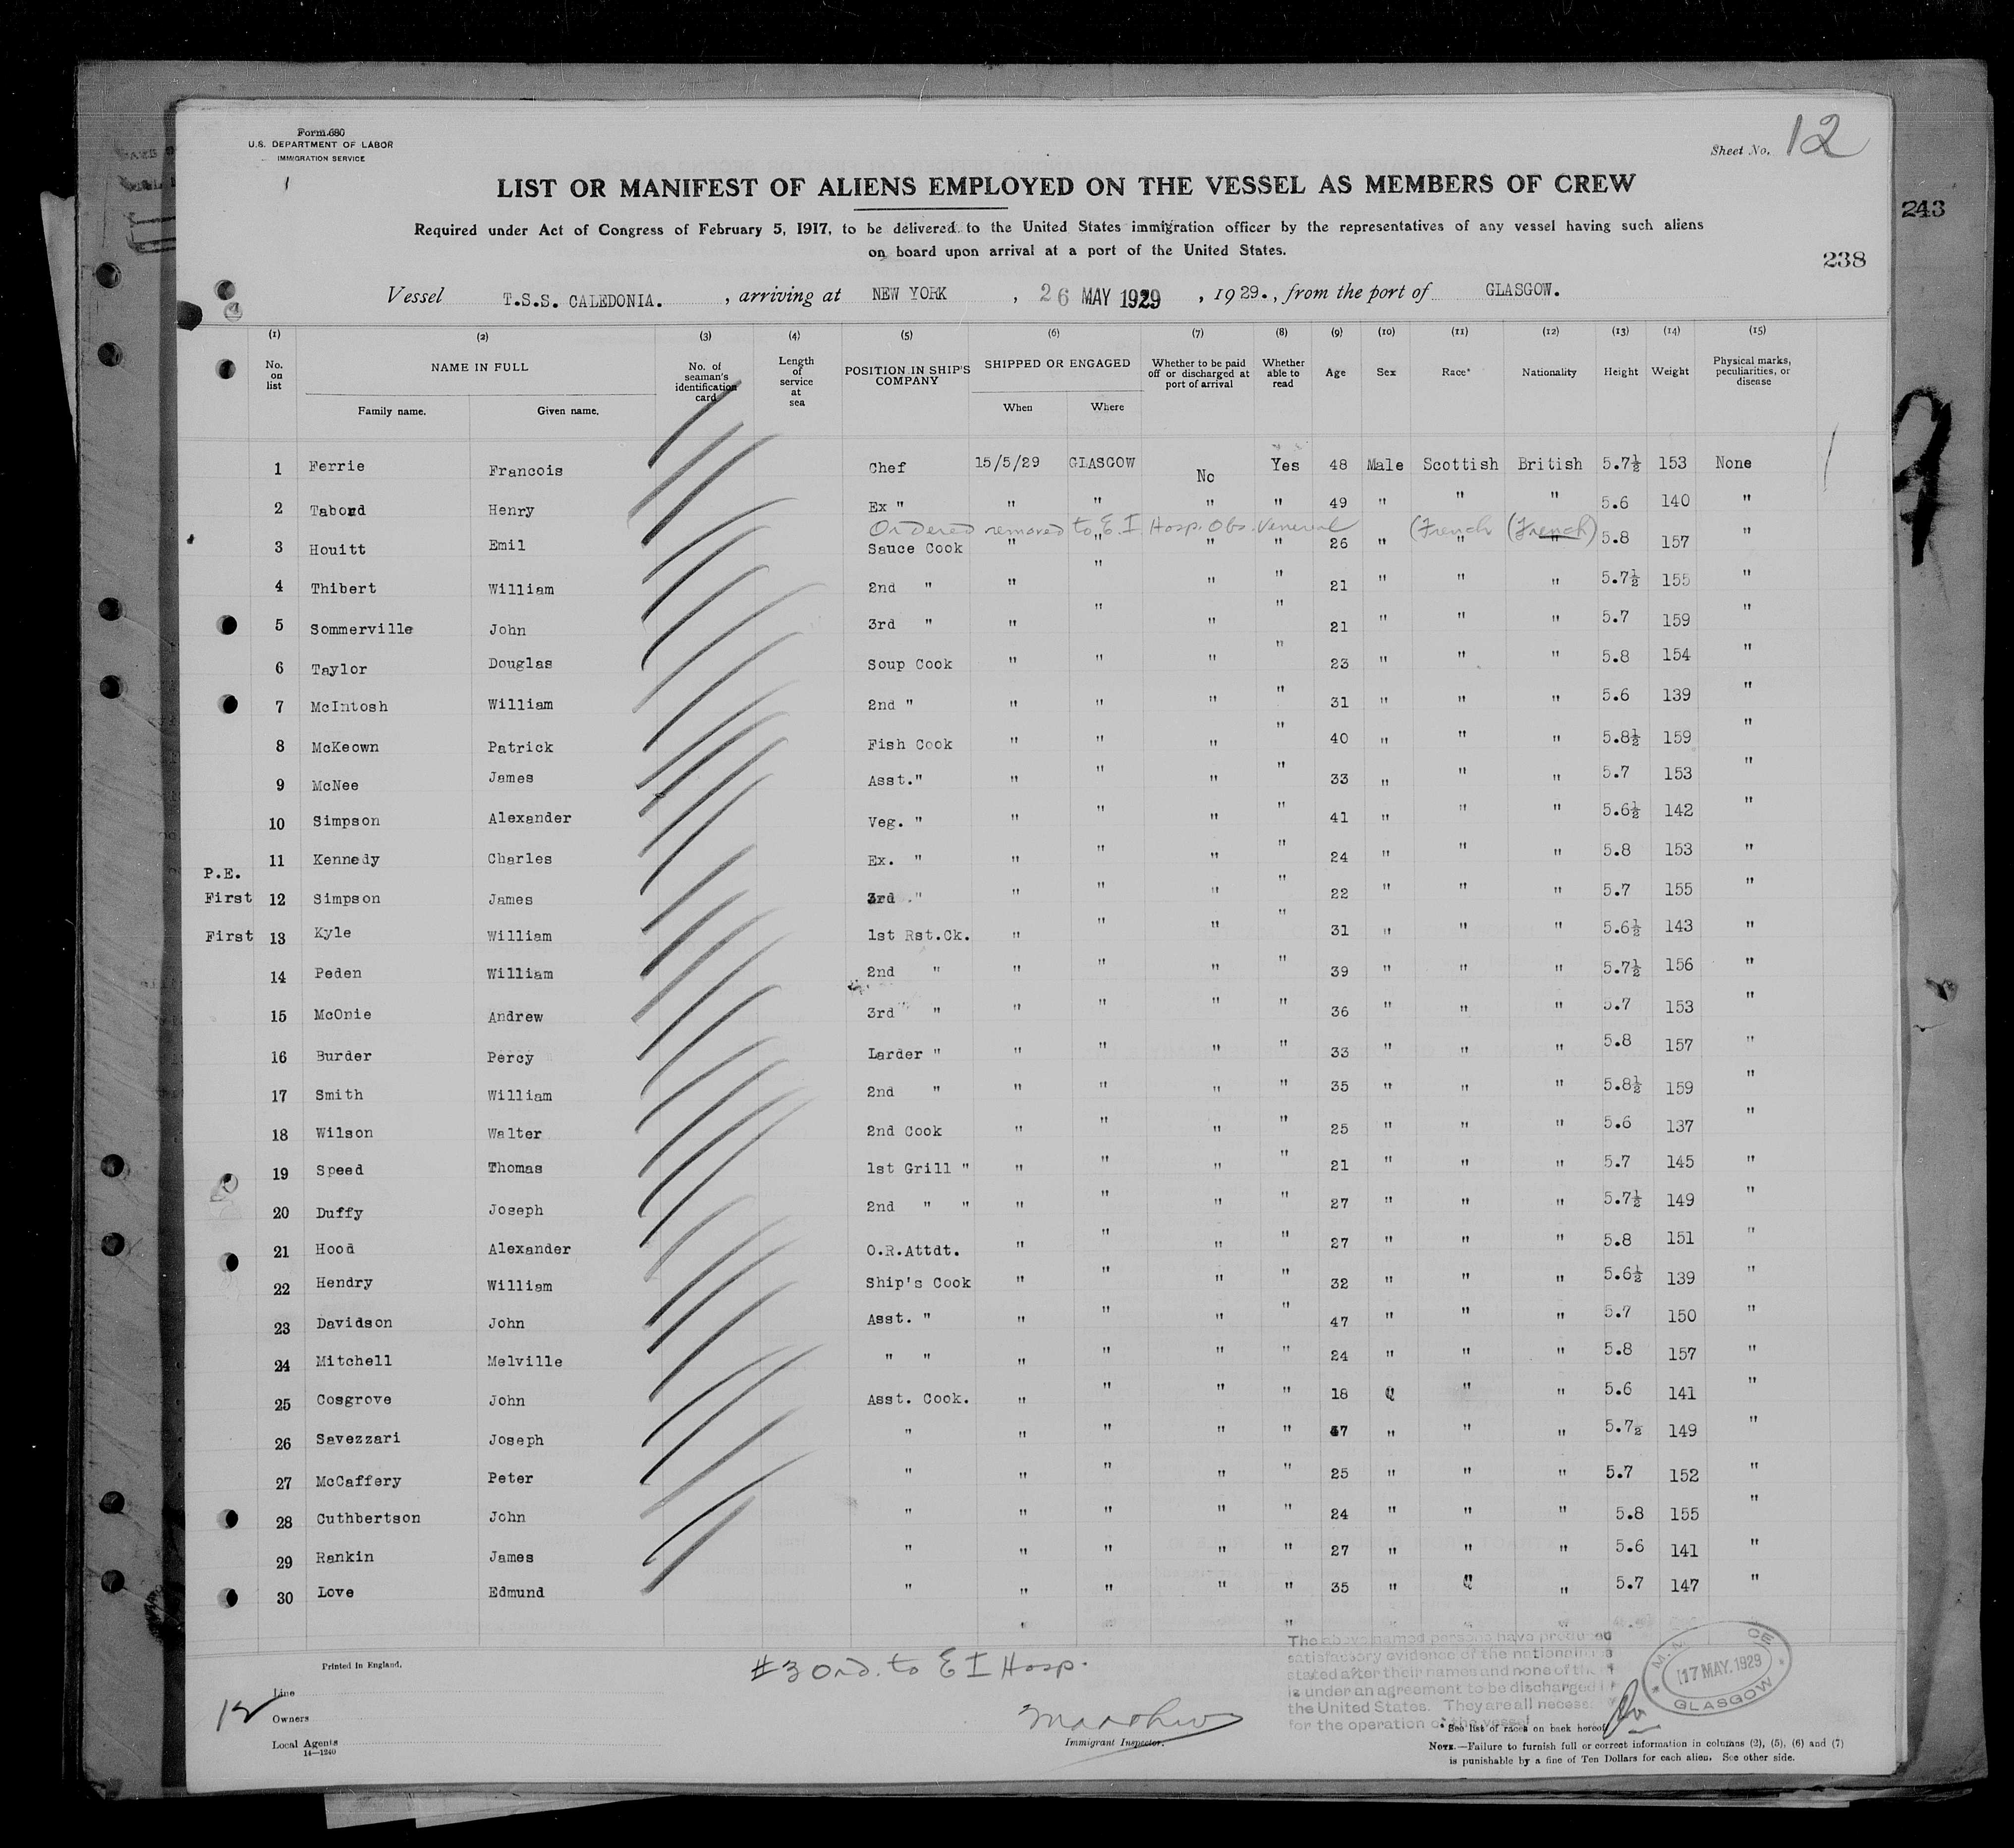 Form 680
U.S. DEPARTMENT OF LABOR
IMMIGRATION SERVICE
Sheet No. 12
LIST OR MANIFEST OF ALIENS EMPLOYED ON THE VESSEL AS MEMBERS OF CREW
243
Required under Act of Congress of February 5, 1917, to be delivered to the United States immigration officer by the representatives of any vessel having such aliens
on board upon arrival at a port of the United States.
238
Vessel T.S.S. CALEDONIA. , arriving at NEW YORK , 26 MAY 1929 , 1929. , from the port of GLASGOW.
(1) (2) (3) (4) (5) (6) (7) (8) (9) (10) (11) (12) (13) (14) (15)
No. on list NAME IN FULL No. of seaman's identification card Length of service at sea POSITION IN SHIP'S COMPANY SHIPPED OR ENGAGED Whether to be paid off or discharged at port of arrival Whether able to read Age Sex Race* Nationality Height Weight Physical marks, peculiarities, or disease
Family name. Given name. When Where
1 Ferrie Francois Chef 15/5/29 GLASGOW No Yes 48 Male Scottish British 5.7½ 153 None
2 Tabord Henry Ex " " " " " 49 " " " 5.6 140 "
Ordered removed to E.I. Hosp. Obs. Venereal (French (French)
3 Houitt Emil Sauce Cook " " " " 26 " " " 5.8 157 "
4 Thibert William 2nd " " " " " 21 " " " 5.7½ 155 "
5 Sommerville John 3rd " " " " " 21 " " " 5.7 159 "
6 Taylor Douglas Soup Cook " " " " 23 " " " 5.8 154 "
7 McIntosh William 2nd " " " " " 31 " " " 5.6 139 "
8 McKeown Patrick Fish Cook " " " " 40 " " " 5.8½ 159 "
9 McNee James Asst." " " " " 33 " " " 5.7 153 "
10 Simpson Alexander Veg. " " " " " 41 " " " 5.6½ 142 "
11 Kennedy Charles Ex. " " " " " 24 " " " 5.8 153 "
P.E.
First 12 Simpson James 3rd ." " " " " 22 " " " 5.7 155 "
First 13 Kyle William 1st Rst.Ck. " " " " 31 " " " 5.6½ 143 "
14 Peden William 2nd " " " " " 39 " " " 5.7½ 156 "
15 McOnie Andrew 3rd " " " " " 36 " " " 5.7 153 "
16 Burder Percy Larder " " " " " 33 " " " 5.8 157 "
17 Smith William 2nd " " " " " 35 " " " 5.8½ 159 "
18 Wilson Walter 2nd Cook " " " " 25 " " " 5.6 137 "
19 Speed Thomas 1st Grill " " " " " 21 " " " 5.7 145 "
20 Duffy Joseph 2nd " " " " " " 27 " " " 5.7½ 149 "
21 Hood Alexander O.R.Attdt. " " " " 27 " " " 5.8 151 "
22 Hendry William Ship's Cook " " " " 32 " " " 5.6½ 139 "
23 Davidson John Asst. " " " " " 47 " " " 5.7 150 "
24 Mitchell Melville " " " " " " 24 " " " 5.8 157 "
25 Cosgrove John Asst. Cook. " " " " 18 " " " 5.6 141 "
26 Savezzari Joseph " " " " " 47 " " " 5.7½ 149 "
27 McCaffery Peter " " " " " 25 " " " 5.7 152 "
28 Cuthbertson John " " " " " 24 " " " 5.8 155 "
29 Rankin James " " " " " 27 " " " 5.6 141 "
30 Love Edmund " " " " " 35 " " " 5.7 147 "
Printed in England.
#3 Ord. to E I Hosp.
The above named persons have produced
satisfactory evidence of the nationalities
stated after their names and none of them
is under an agreement to be discharged in
the United States. They are all necessary
for the operation of the vessel
17 MAY. 1929
GLASGOW
12
Line
Owners
Local Agents
14—1240
Immigrant Inspector.
* See list of races on back hereof.
NOTE.—Failure to furnish full or correct information in columns (2), (5), (6) and (7)
is punishable by a fine of Ten Dollars for each alien. See other side.